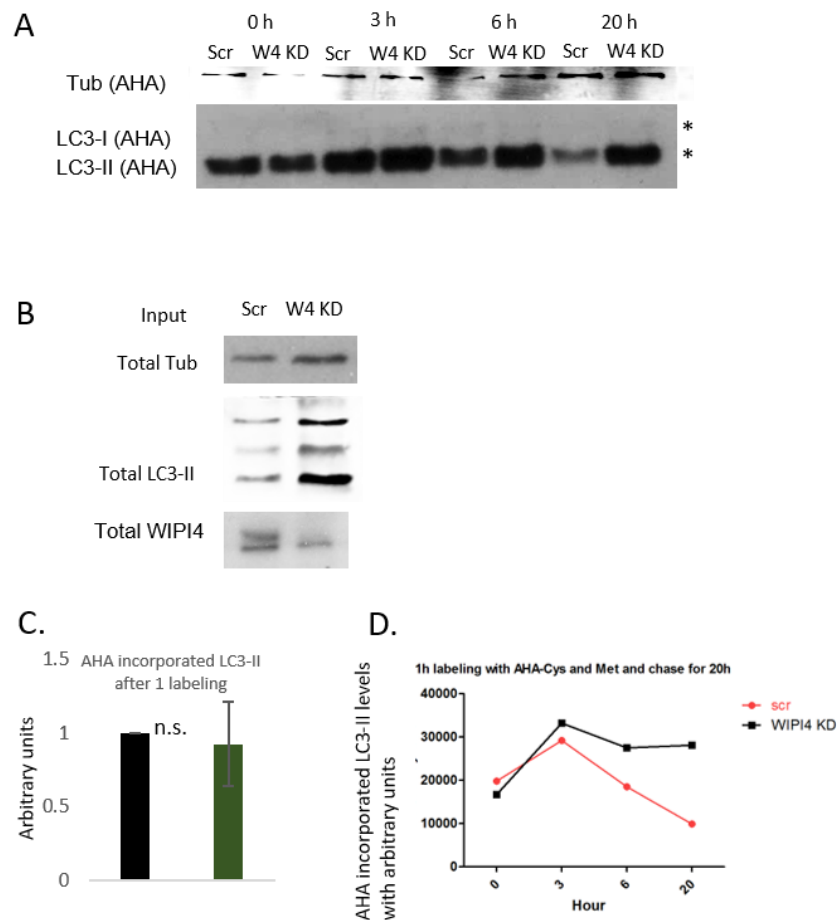 A
0 h 3 h 6 h 20 h
Scr W4 KD Scr W4 KD Scr W4 KD Scr W4 KD
Tub (AHA)
LC3-I (AHA)
*
LC3-II (AHA)
*
B
Input
Scr W4 KD
Total Tub
Total LC3-II
Total WIPI4
C.
AHA incorporated LC3-II
after 1 labeling
1.5
1
0.5
0
n.s.
Arbitrary units
D.
1h labeling with AHA-Cys and Met and chase for 20h
AHA incorporated LC3-II levels
with arbitrary units
40000
30000
20000
10000
0
0 3 6 20
Hour
scr
WIPI4 KD